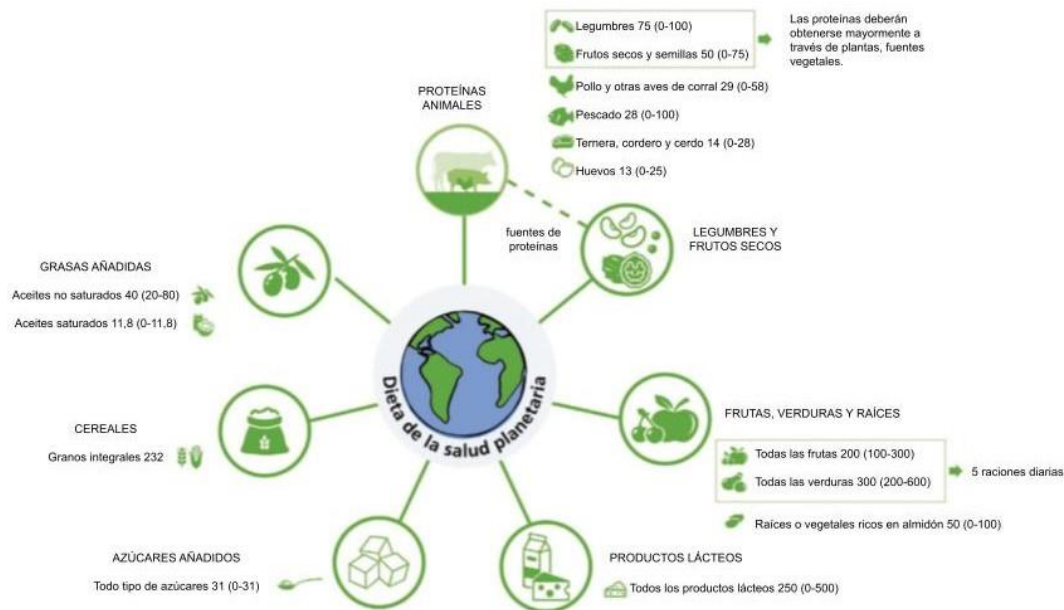 Legumbres 75 (0-100)
Frutos secos y semillas 50 (0-75)
Las proteínas deberán
obtenerse mayormente a
través de plantas, fuentes
vegetales.
PROTEÍNAS
ANIMALES
Pollo y otras aves de corral 29 (0-58)
Pescado 28 (0-100)
Ternera, cordero y cerdo 14 (0-28)
Huevos 13 (0-25)
fuentes de
proteínas
LEGUMBRES Y
FRUTOS SECOS
GRASAS AÑADIDAS
Aceites no saturados 40 (20-80)
Aceites saturados 11,8 (0-11,8)
Dieta de la salud planetaria
FRUTAS, VERDURAS Y RAÍCES
Todas las frutas 200 (100-300)
Todas las verduras 300 (200-600)
5 raciones diarias
Raíces o vegetales ricos en almidón 50 (0-100)
CEREALES
Granos integrales 232
AZÚCARES AÑADIDOS
Todo tipo de azúcares 31 (0-31)
PRODUCTOS LÁCTEOS
Todos los productos lácteos 250 (0-500)